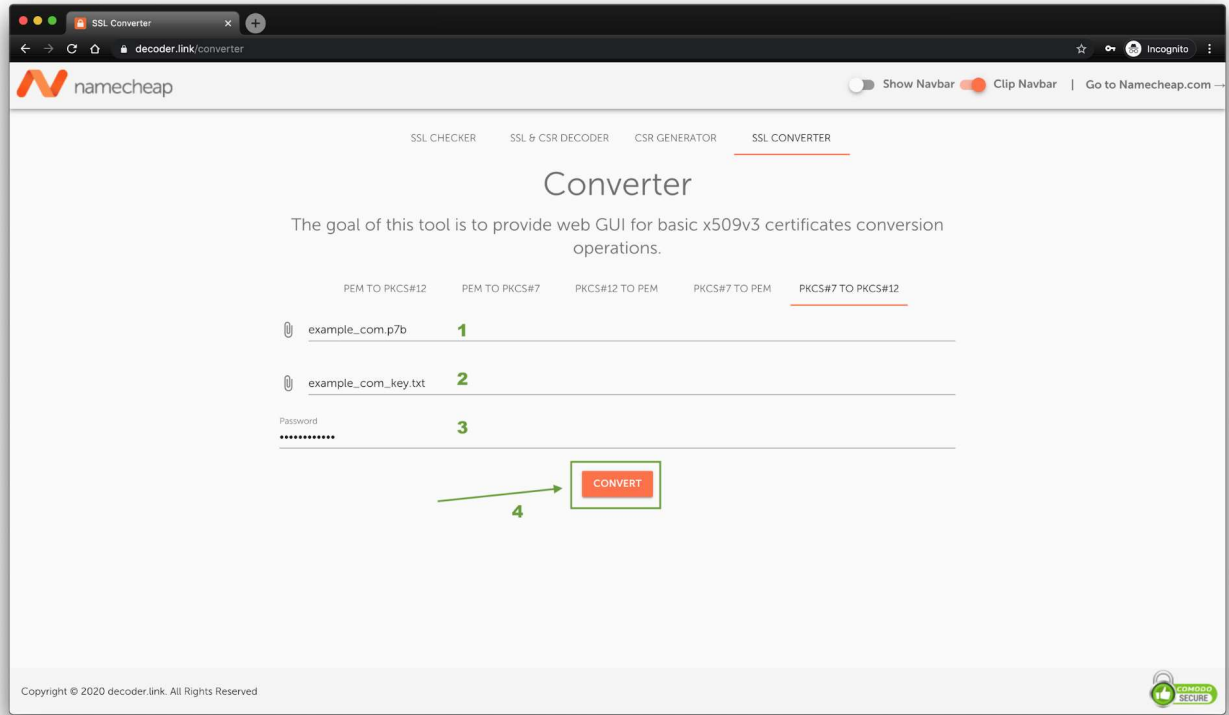 SSL Converter
decoder.link/converter
Incognito
namecheap
Show Navbar
Clip Navbar
|
Go to Namecheap.com →
SSL CHECKER
SSL & CSR DECODER
CSR GENERATOR
SSL CONVERTER
Converter
The goal of this tool is to provide web GUI for basic x509v3 certificates conversion
operations.
PEM TO PKCS#12
PEM TO PKCS#7
PKCS#12 TO PEM
PKCS#7 TO PEM
PKCS#7 TO PKCS#12
example_com.p7b
1
example_com_key.txt
2
Password
••••••••••••
3
CONVERT
4
Copyright © 2020 decoder.link. All Rights Reserved
COMODO
SECURE